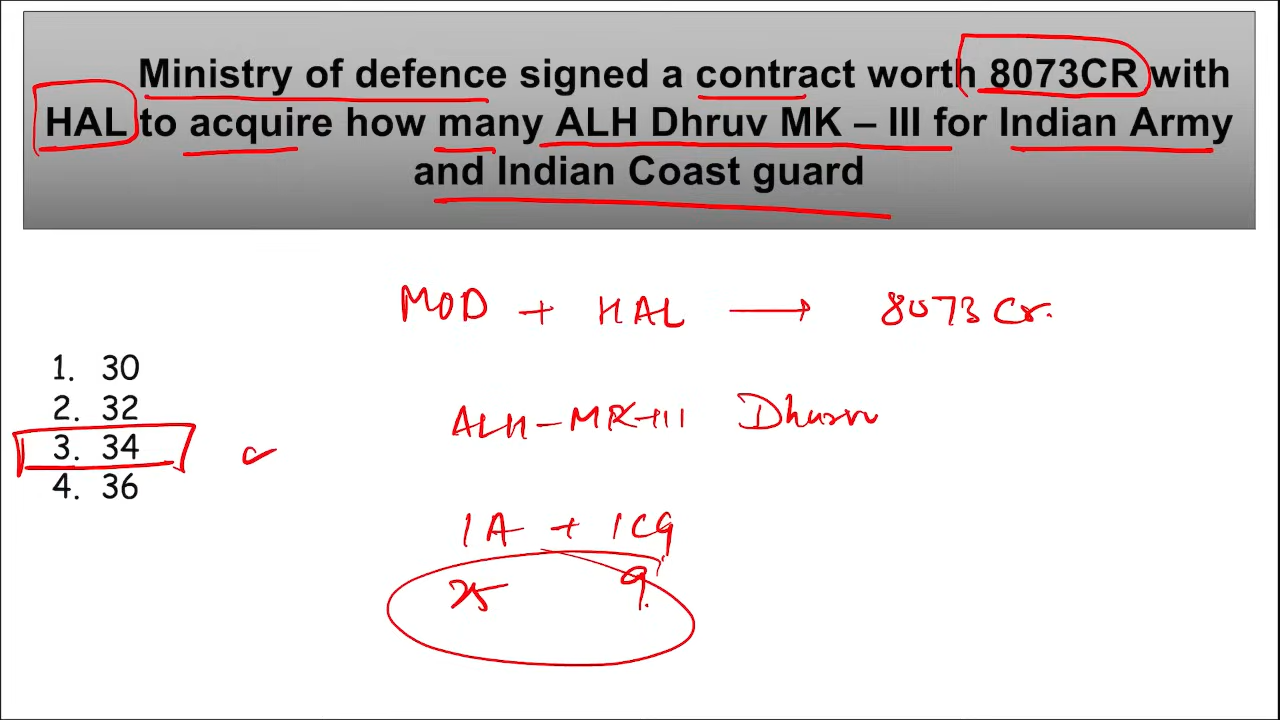 Ministry of defence signed a contract worth 8073CR with
HAL to acquire how many ALH Dhruv MK – III for Indian Army
and Indian Coast guard
MOD + HAL → 8073 Cr.
1. 30
2. 32
3. 34
4. 36
ALH-MK-III Dhuruv
IA + ICG
25 9.